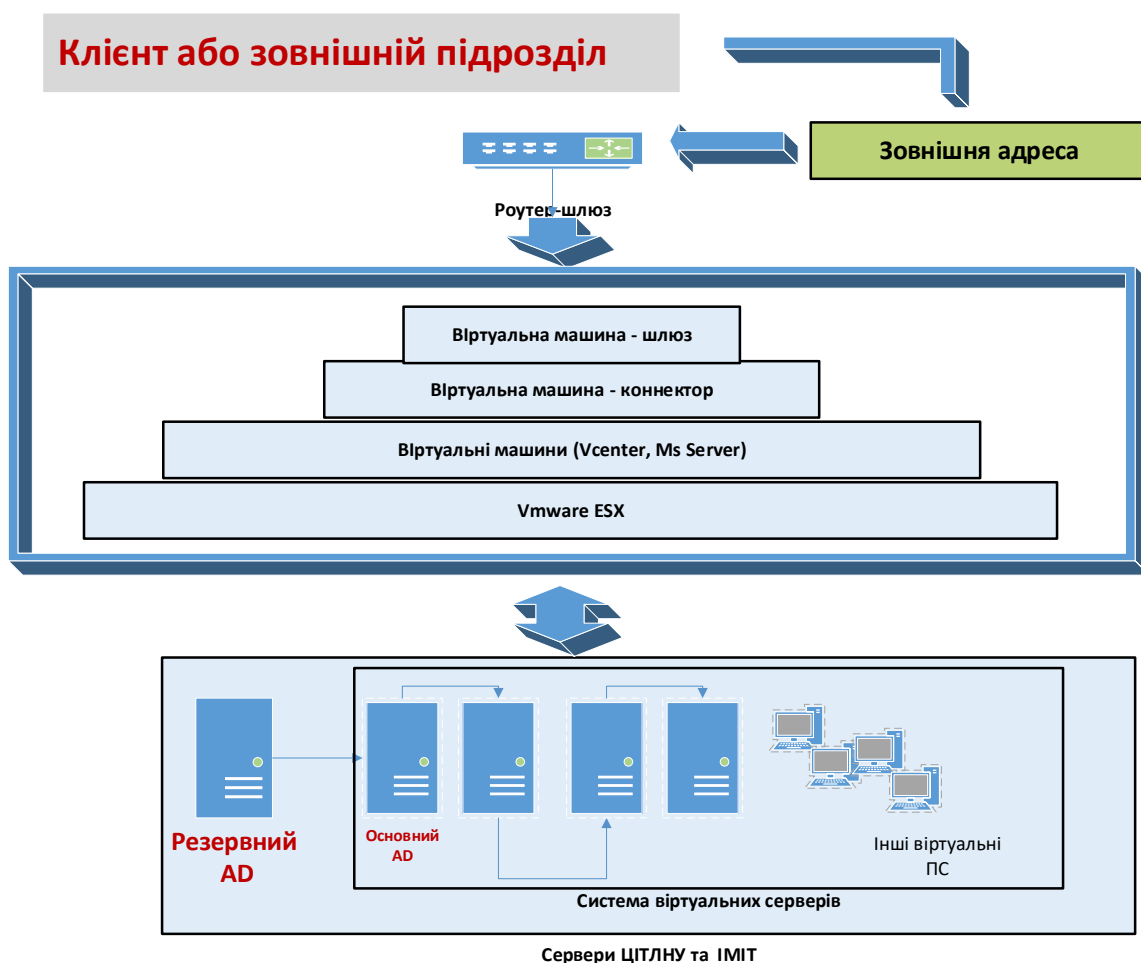 Клієнт або зовнішній підрозділ
Зовнішня адреса
Роутер-шлюз
ВІртуальна машина - шлюз
ВІртуальна машина - коннектор
ВІртуальні машини (Vcenter, Ms Server)
Vmware ESX
Резервний
AD
Основний
AD
Інші віртуальні
ПС
Система віртуальних серверів
Сервери ЦІТЛНУ та ІМІТ